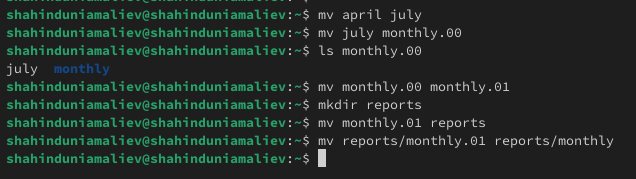 shahinduniamaliev@shahinduniamaliev:~$ mv april july
shahinduniamaliev@shahinduniamaliev:~$ mv july monthly.00
shahinduniamaliev@shahinduniamaliev:~$ ls monthly.00
july  monthly
shahinduniamaliev@shahinduniamaliev:~$ mv monthly.00 monthly.01
shahinduniamaliev@shahinduniamaliev:~$ mkdir reports
shahinduniamaliev@shahinduniamaliev:~$ mv monthly.01 reports
shahinduniamaliev@shahinduniamaliev:~$ mv reports/monthly.01 reports/monthly
shahinduniamaliev@shahinduniamaliev:~$